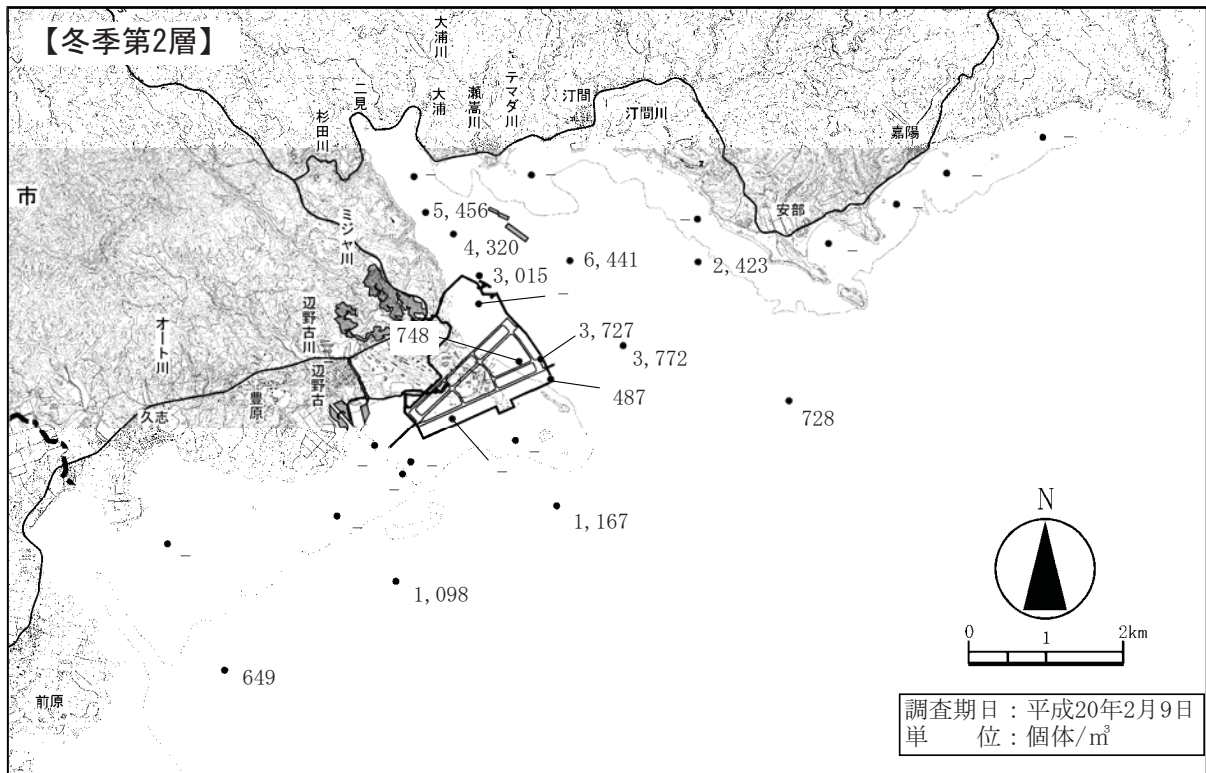 【冬季第2層】
大浦川
テマダ川
瀬嵩川
大浦
二見
杉田川
汀間
汀間川
嘉陽
安部
市
ミジャ川
辺野古川
辺野古
オート川
豊原
久志
前原
－
－
－
－
－
－
－
5,456
4,320
6,441
2,423
3,015
－
748
3,727
3,772
487
728
－
－
－
－
－
－
－
1,167
1,098
649
N
0
1
2km
調査期日：平成20年2月9日
単　　位：個体/㎥